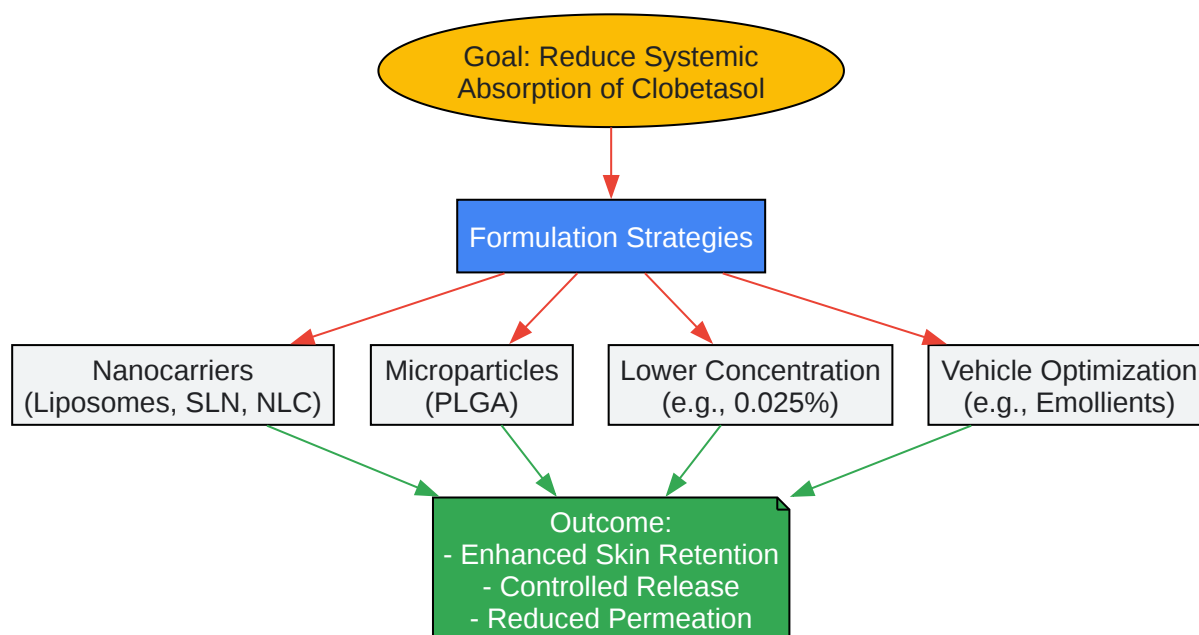 Goal: Reduce Systemic
Absorption of Clobetasol
Formulation Strategies
Nanocarriers
(Liposomes, SLN, NLC)
Microparticles
(PLGA)
Lower Concentration
(e.g., 0.025%)
Vehicle Optimization
(e.g., Emollients)
Outcome:
- Enhanced Skin Retention
- Controlled Release
- Reduced Permeation